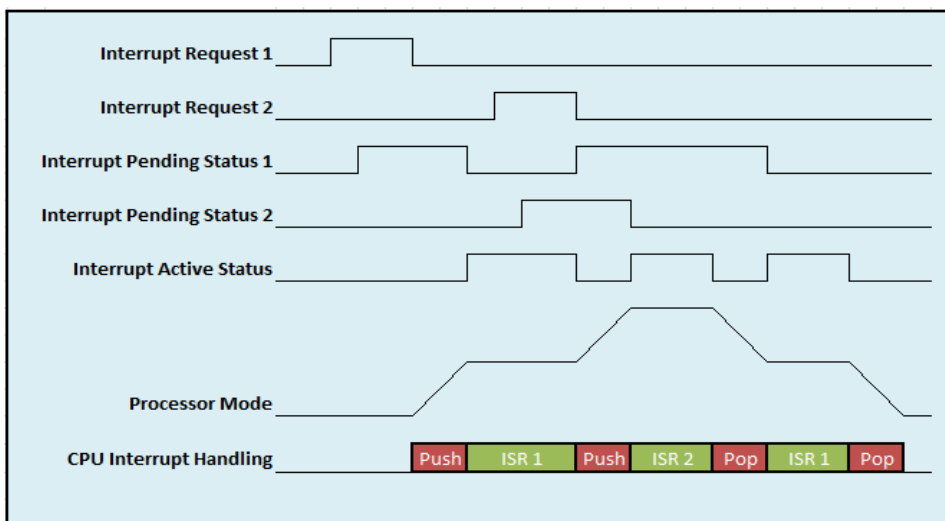 Interrupt Request 1
Interrupt Request 2
Interrupt Pending Status 1
Interrupt Pending Status 2
Interrupt Active Status
Processor Mode
CPU Interrupt Handling Push ISR 1 Push ISR 2 Pop ISR 1 Pop